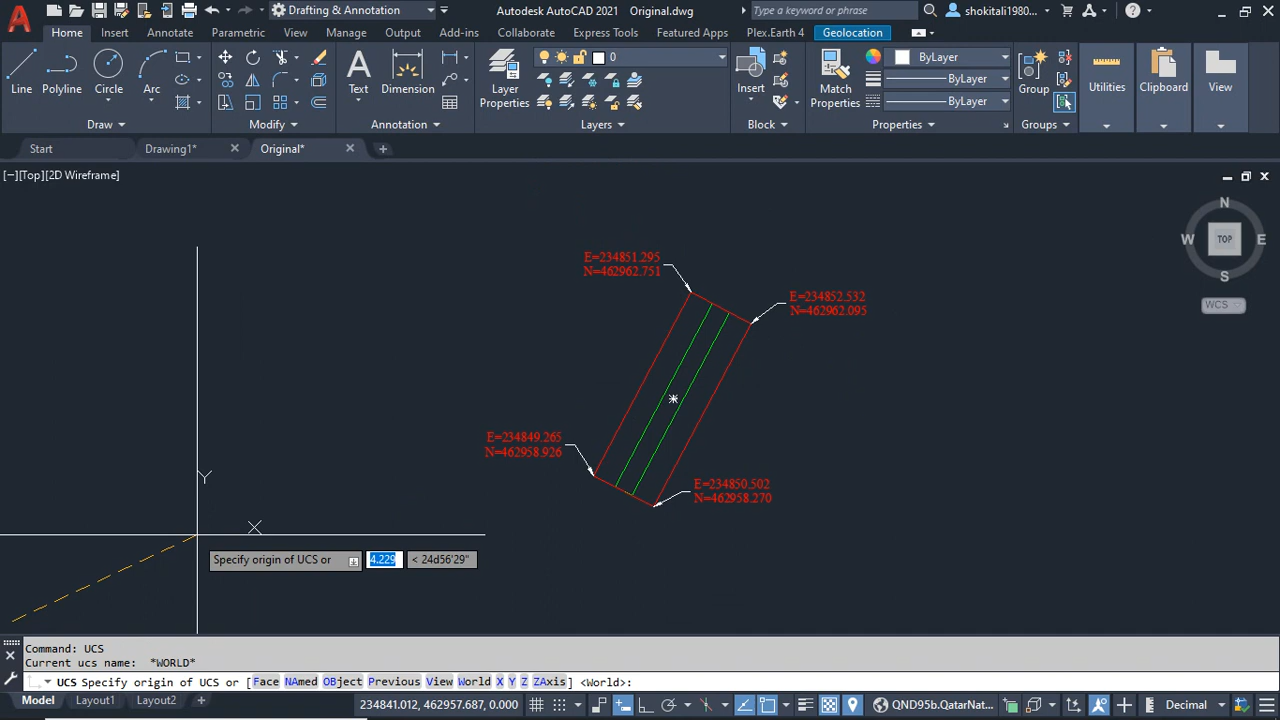 Drafting & Annotation
Autodesk AutoCAD 2021 Original.dwg
Type a keyword or phrase
shokitali1980...
Home Insert Annotate Parametric View Manage Output Add-ins Collaborate Express Tools Featured Apps Plex.Earth 4 Geolocation
Line Polyline Circle Arc
Text Dimension
Layer Properties
0
Insert
Match Properties
ByLayer
ByLayer
ByLayer
Group
Utilities
Clipboard
View
Draw Modify Annotation Layers Block Properties Groups
Start Drawing1* Original*
[−][Top][2D Wireframe]
N
W TOP E
S
WCS
E=234851.295
N=462962.751
E=234852.532
N=462962.095
E=234849.265
N=462958.926
E=234850.502
N=462958.270
Y
X
Specify origin of UCS or 4.229 < 24d56'29"
Command: UCS
Current ucs name: *WORLD*
UCS Specify origin of UCS or [Face NAmed OBject Previous View World X Y Z ZAxis] <World>:
Model Layout1 Layout2
234841.012, 462957.687, 0.000
QND95b.QatarNat...
Decimal